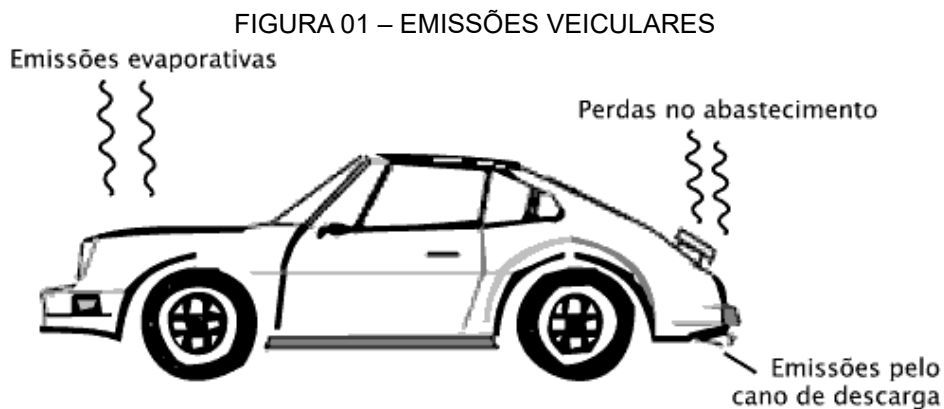 FIGURA 01 – EMISSÕES VEICULARES
Emissões evaporativas
Perdas no abastecimento
Emissões pelo
cano de descarga